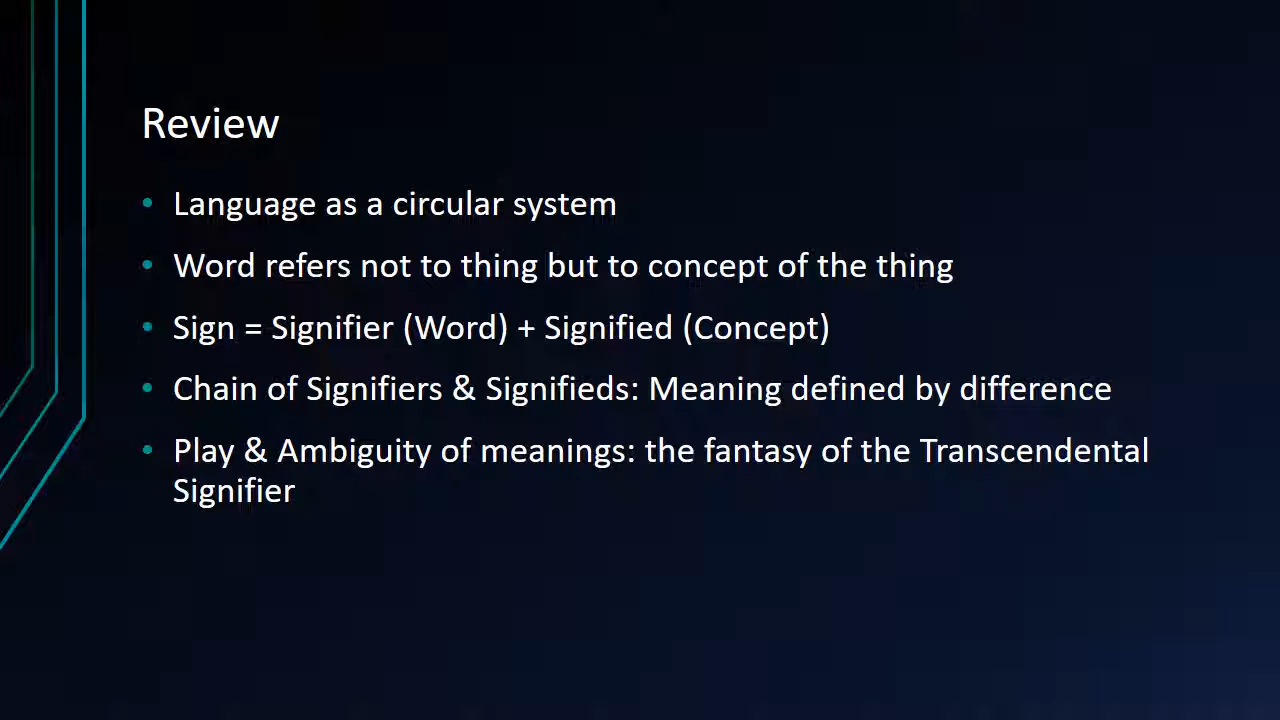 Review
• Language as a circular system
• Word refers not to thing but to concept of the thing
• Sign = Signifier (Word) + Signified (Concept)
• Chain of Signifiers & Signifieds: Meaning defined by difference
• Play & Ambiguity of meanings: the fantasy of the Transcendental
Signifier